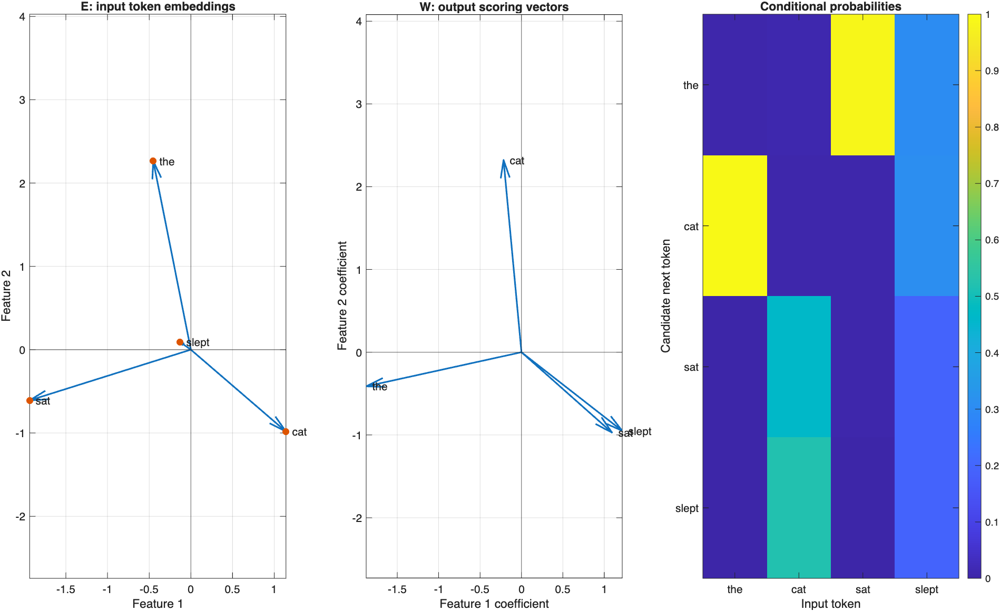 E: input token embeddings
4
3
2
1
0
-1
-2
-1.5
-1
-0.5
0
0.5
1
Feature 1
Feature 2
the
slept
sat
cat
W: output scoring vectors
4
3
2
1
0
-1
-2
-1.5
-1
-0.5
0
0.5
1
Feature 1 coefficient
Feature 2 coefficient
cat
the
sat
slept
Conditional probabilities
the
cat
sat
slept
the
cat
sat
slept
Input token
Candidate next token
1
0.9
0.8
0.7
0.6
0.5
0.4
0.3
0.2
0.1
0